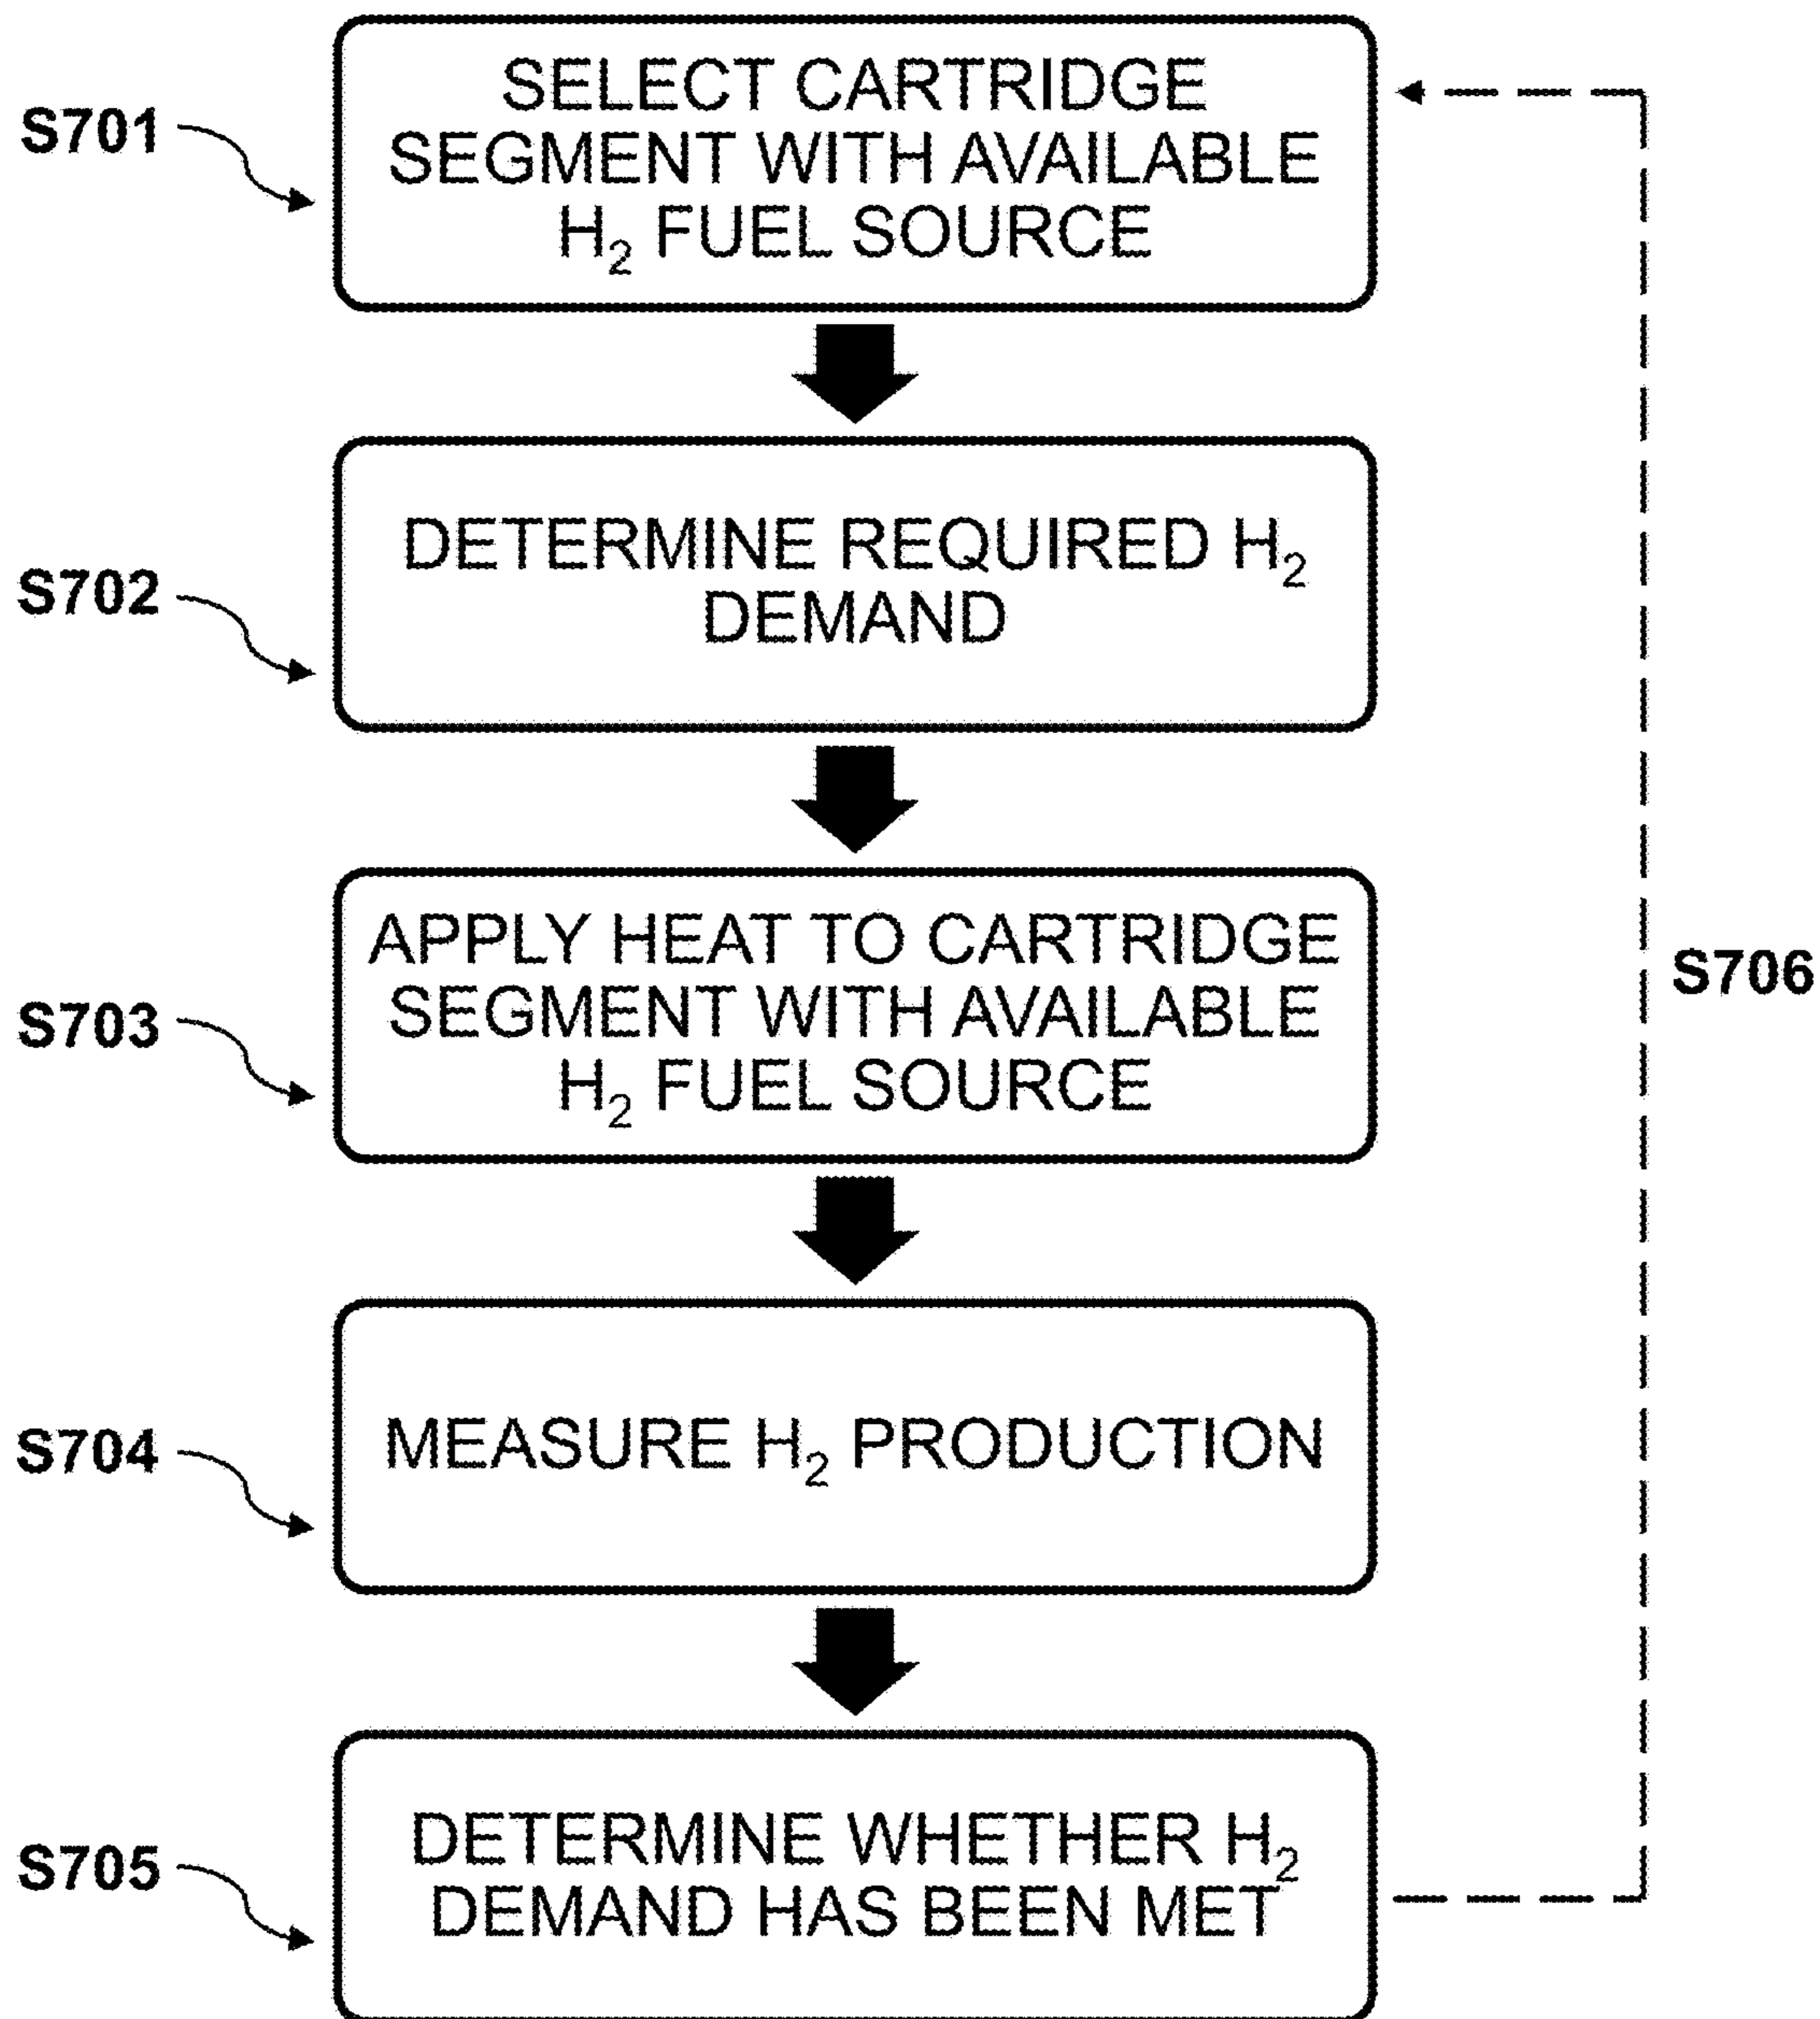 S701
SELECT CARTRIDGE
SEGMENT WITH AVAILABLE
H₂ FUEL SOURCE
S702
DETERMINE REQUIRED H₂
DEMAND
S703
APPLY HEAT TO CARTRIDGE
SEGMENT WITH AVAILABLE
H₂ FUEL SOURCE
S706
S704
MEASURE H₂ PRODUCTION
S705
DETERMINE WHETHER H₂
DEMAND HAS BEEN MET